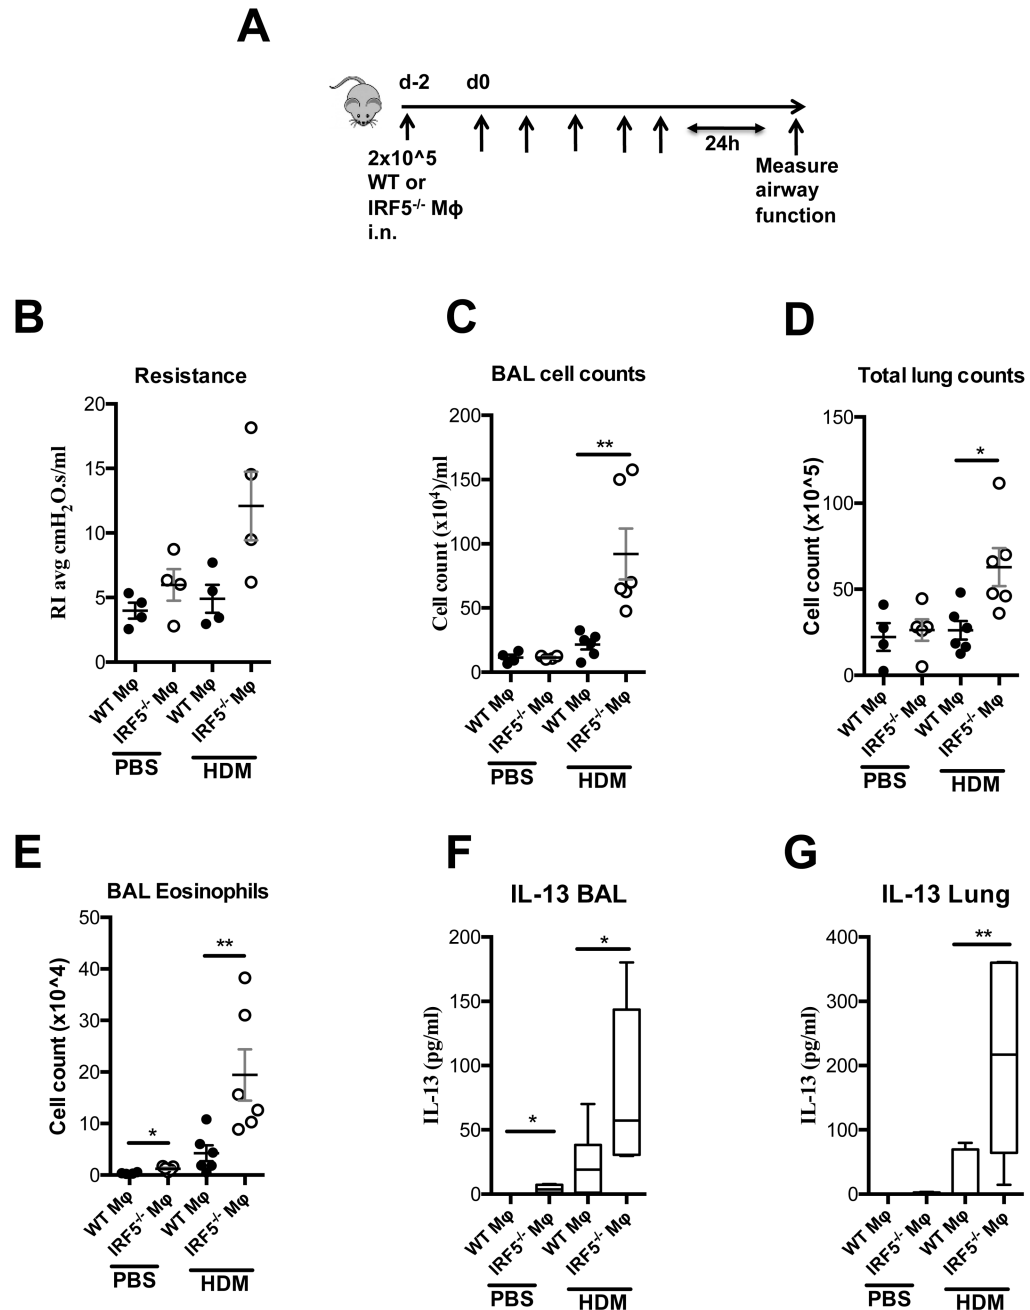 A
d-2 d0
2x10^5
WT or
IRF5-/- Mϕ
i.n.
24h
Measure
airway
function
B
Resistance
RI avg cmH2O.s/ml
20
15
10
5
0
WT Mφ
IRF5-/- Mφ
WT Mφ
IRF5-/- Mφ
PBS
HDM
C
BAL cell counts
Cell count (x10⁴)/ml
200
150
100
50
0
**
WT Mφ
IRF5-/- Mφ
WT Mφ
IRF5-/- Mφ
PBS
HDM
D
Total lung counts
Cell count (x10^5)
150
100
50
0
*
WT Mφ
IRF5-/- Mφ
WT Mφ
IRF5-/- Mφ
PBS
HDM
E
BAL Eosinophils
Cell count (x10^4)
50
40
30
20
10
0
*
**
WT Mφ
IRF5-/- Mφ
WT Mφ
IRF5-/- Mφ
PBS
HDM
F
IL-13 BAL
IL-13 (pg/ml)
200
150
100
50
0
*
*
WT Mφ
IRF5-/- Mφ
WT Mφ
IRF5-/- Mφ
PBS
HDM
G
IL-13 Lung
IL-13 (pg/ml)
400
300
200
100
0
**
WT Mφ
IRF5-/- Mφ
WT Mφ
IRF5-/- Mφ
PBS
HDM